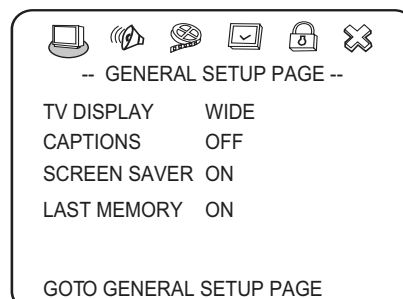 -- GENERAL SETUP PAGE --
TV DISPLAY WIDE
CAPTIONS OFF
SCREEN SAVER ON
LAST MEMORY ON
GOTO GENERAL SETUP PAGE